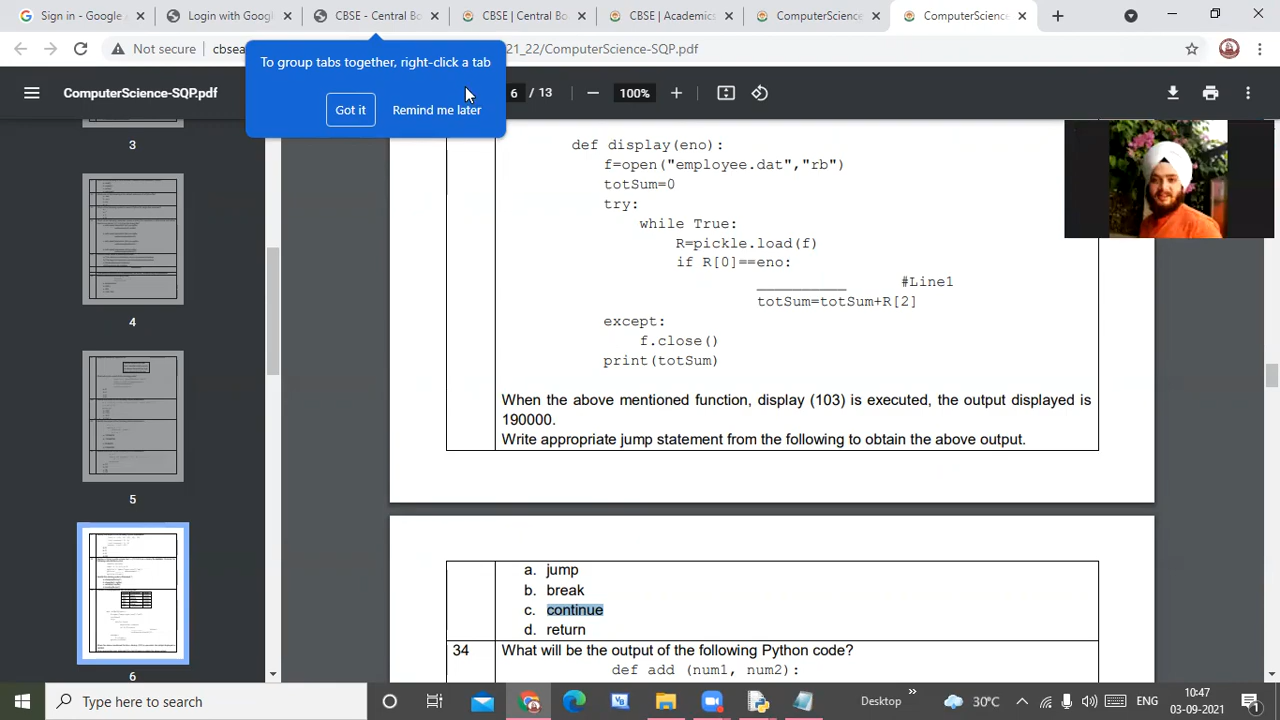 Sign in - Google
Login with Goog
CBSE - Central Bo
CBSE | Central Bo
CBSE | Academics
ComputerScience
ComputerScience
Not secure
cbsea
21_22/ComputerScience-SQP.pdf
To group tabs together, right-click a tab
Got it
Remind me later
ComputerScience-SQP.pdf
6 / 13
100%
3
4
5
6
def display(eno):
f=open("employee.dat","rb")
totSum=0
try:
while True:
R=pickle.load(f)
if R[0]==eno:
__________ #Line1
totSum=totSum+R[2]
except:
f.close()
print(totSum)
When the above mentioned function, display (103) is executed, the output displayed is
190000.
Write appropriate jump statement from the following to obtain the above output.
a. jump
b. break
c. continue
d. return
34 What will be the output of the following Python code?
def add (num1, num2):
Type here to search
Desktop
30°C
ENG
10:47
03-09-2021
1